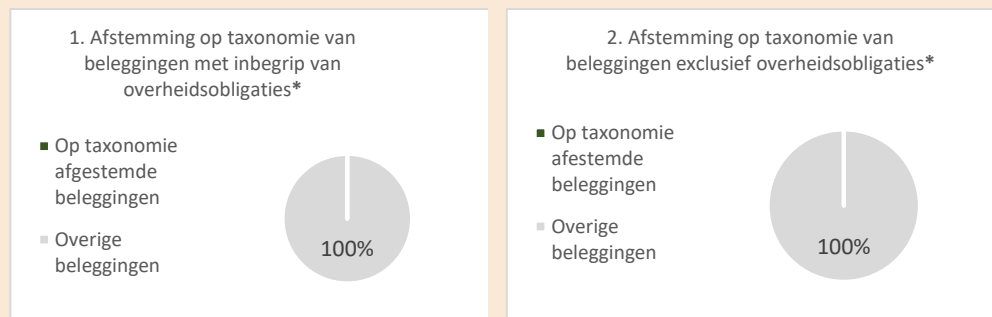 1. Afstemming op taxonomie van
beleggingen met inbegrip van
overheidsobligaties*
Op taxonomie
afgestemde
beleggingen
Overige
beleggingen
100%
2. Afstemming op taxonomie van
beleggingen exclusief overheidsobligaties*
Op taxonomie
afestemde
beleggingen
Overige
beleggingen
100%